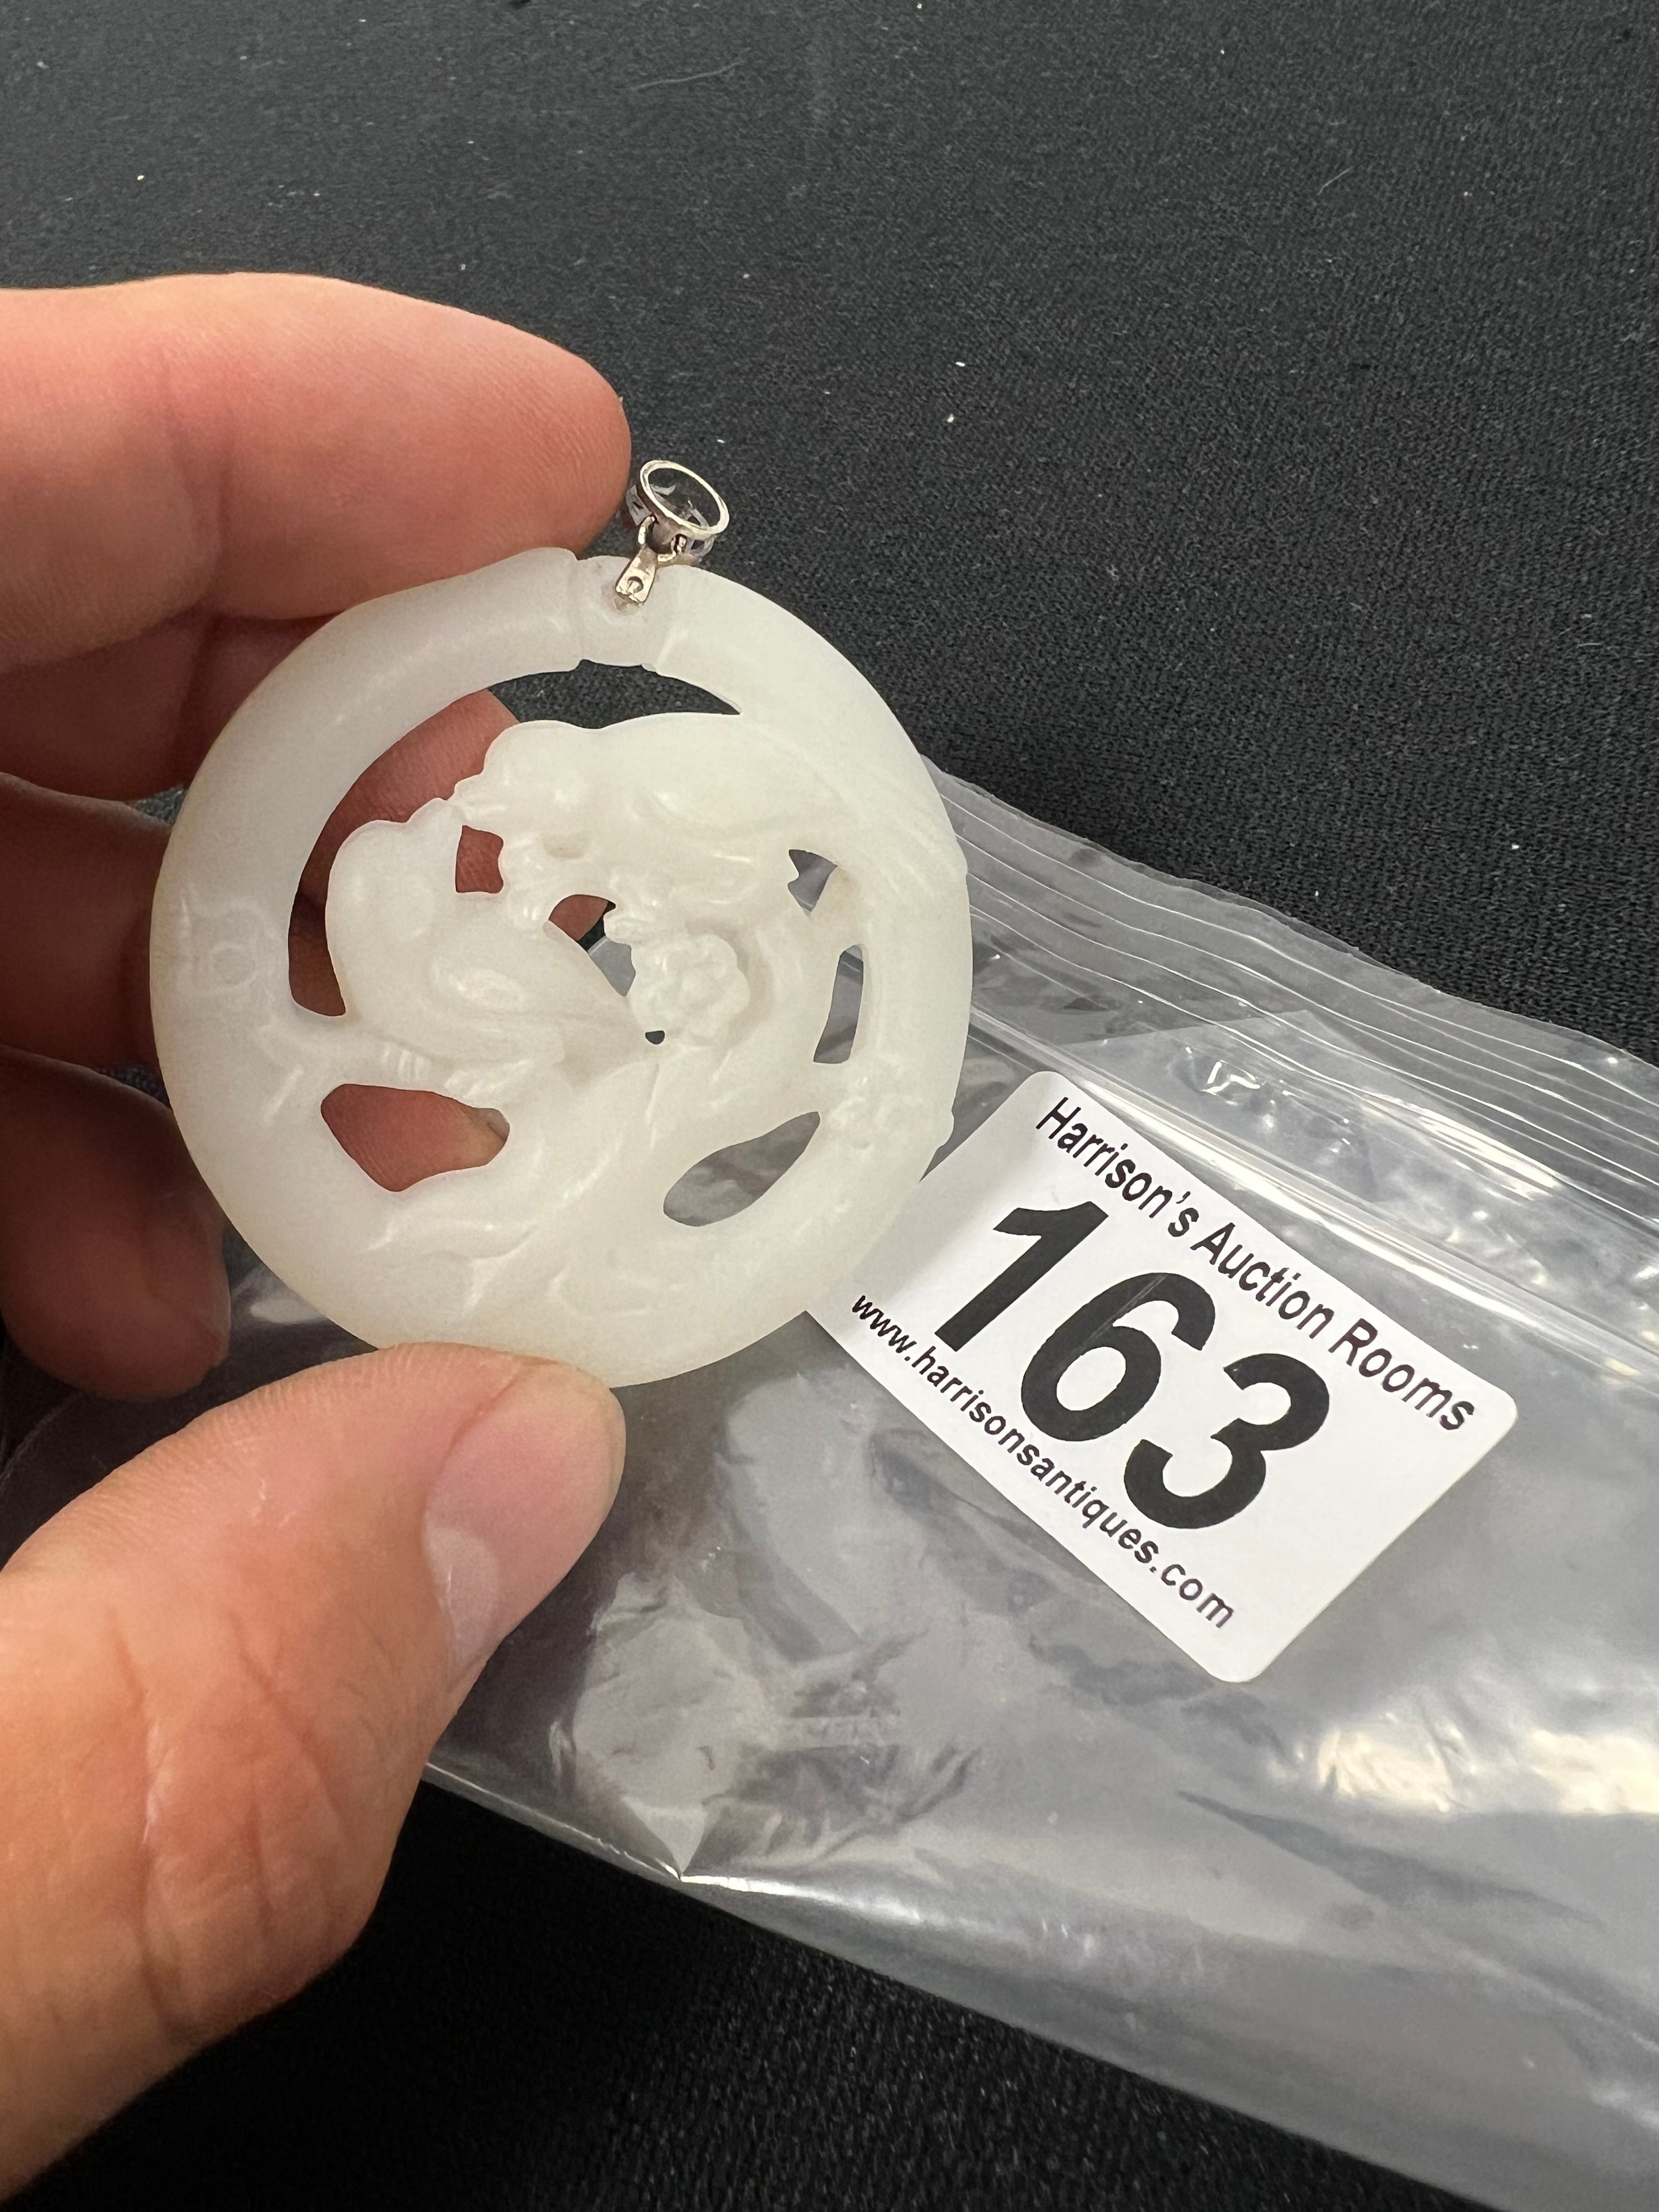 Harrison's Auction Rooms
163
www.harrisonsantiques.com